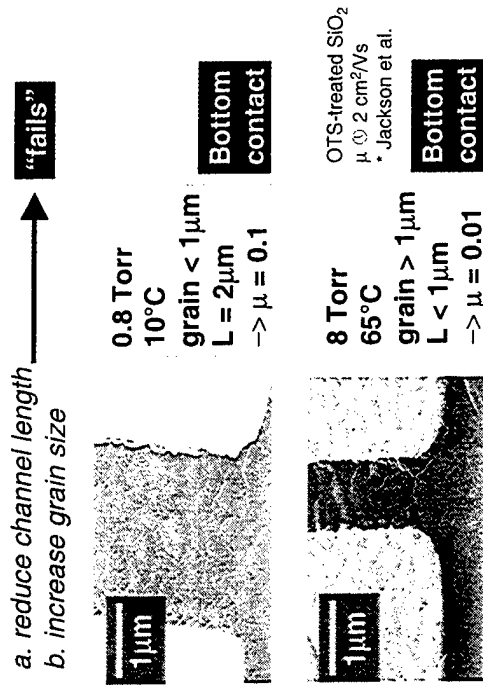 a. reduce channel length
b. increase grain size
"fails"
1μm
0.8 Torr
10°C
grain < 1μm
L = 2μm
–> μ = 0.1
Bottom
contact
1μm
8 Torr
65°C
grain > 1μm
L < 1μm
–> μ = 0.01
OTS-treated SiO₂
μ 2 cm²/Vs
* Jackson et al.
Bottom
contact